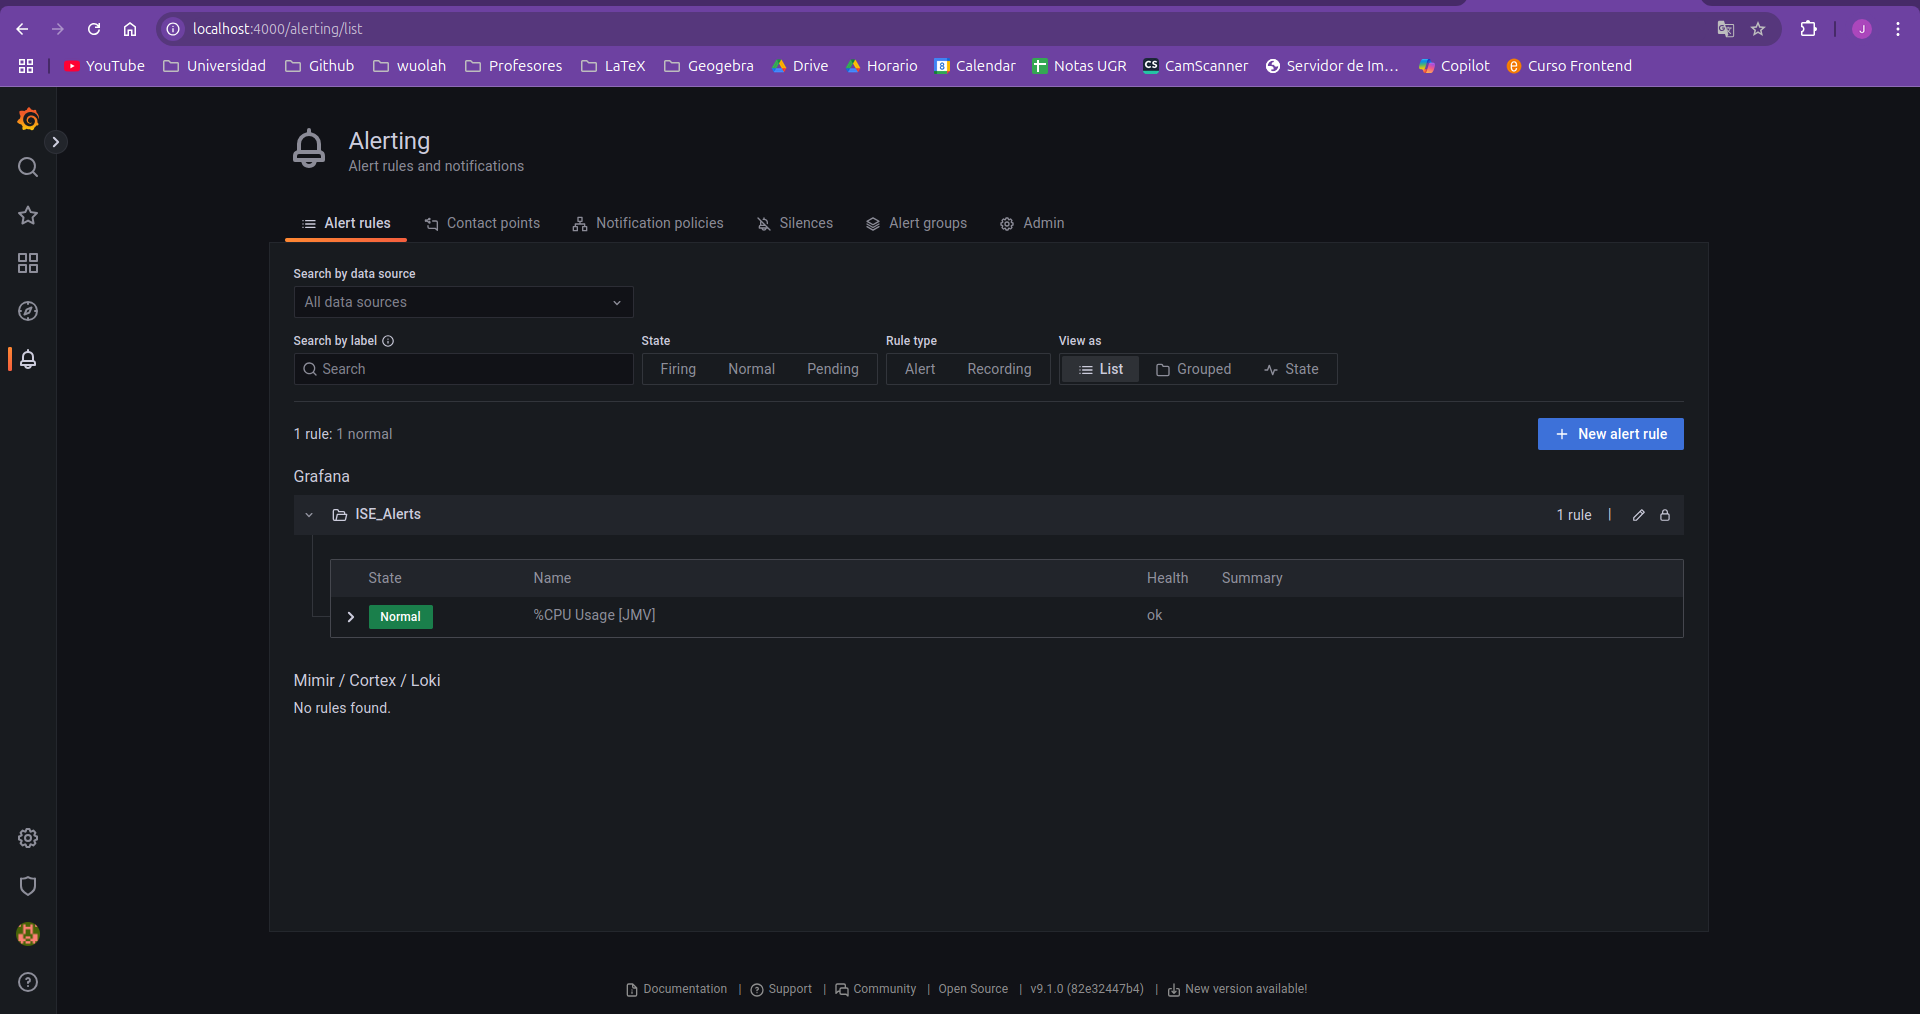 localhost:4000/alerting/list
J
YouTube Universidad Github wuolah Profesores LaTeX Geogebra Drive Horario Calendar Notas UGR CamScanner Servidor de Im... Copilot Curso Frontend
Alerting
Alert rules and notifications
Alert rules Contact points Notification policies Silences Alert groups Admin
Search by data source
All data sources
Search by label State Rule type View as
Search Firing Normal Pending Alert Recording List Grouped State
1 rule: 1 normal
+ New alert rule
Grafana
ISE_Alerts 1 rule |
State Name Health Summary
Normal %CPU Usage [JMV] ok
Mimir / Cortex / Loki
No rules found.
Documentation | Support | Community | Open Source | v9.1.0 (82e32447b4) | New version available!